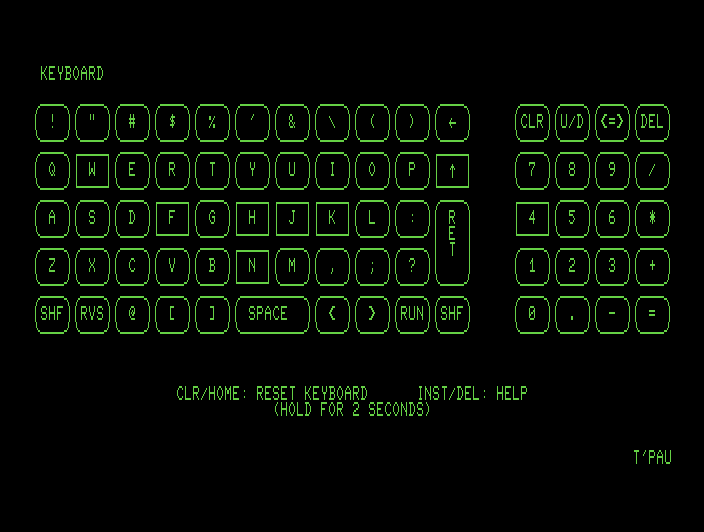 KEYBOARD
! " # $ % ' & \ ( ) ← CLR U/D <=> DEL
Q W E R T Y U I O P ↑ 7 8 9 /
A S D F G H J K L : RET 4 5 6 *
Z X C V B N M , ; ? 1 2 3 +
SHF RVS @ [ ] SPACE < > RUN SHF 0 . - =
CLR/HOME: RESET KEYBOARD INST/DEL: HELP
(HOLD FOR 2 SECONDS)
T'PAU